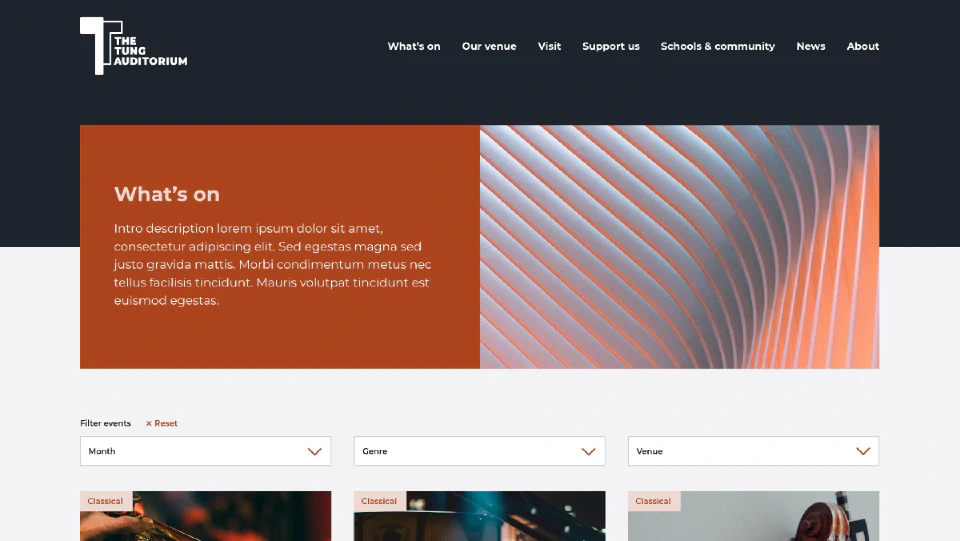 THE
TUNG
AUDITORIUM
What's on Our venue Visit Support us Schools & community News About
What’s on
Intro description lorem ipsum dolor sit amet,
consectetur adipiscing elit. Sed egestas magna sed
justo gravida mattis. Morbi condimentum metus nec
tellus facilisis tincidunt. Mauris volutpat tincidunt est
euismod egestas.
Filter events × Reset
Month Genre Venue
Classical Classical Classical